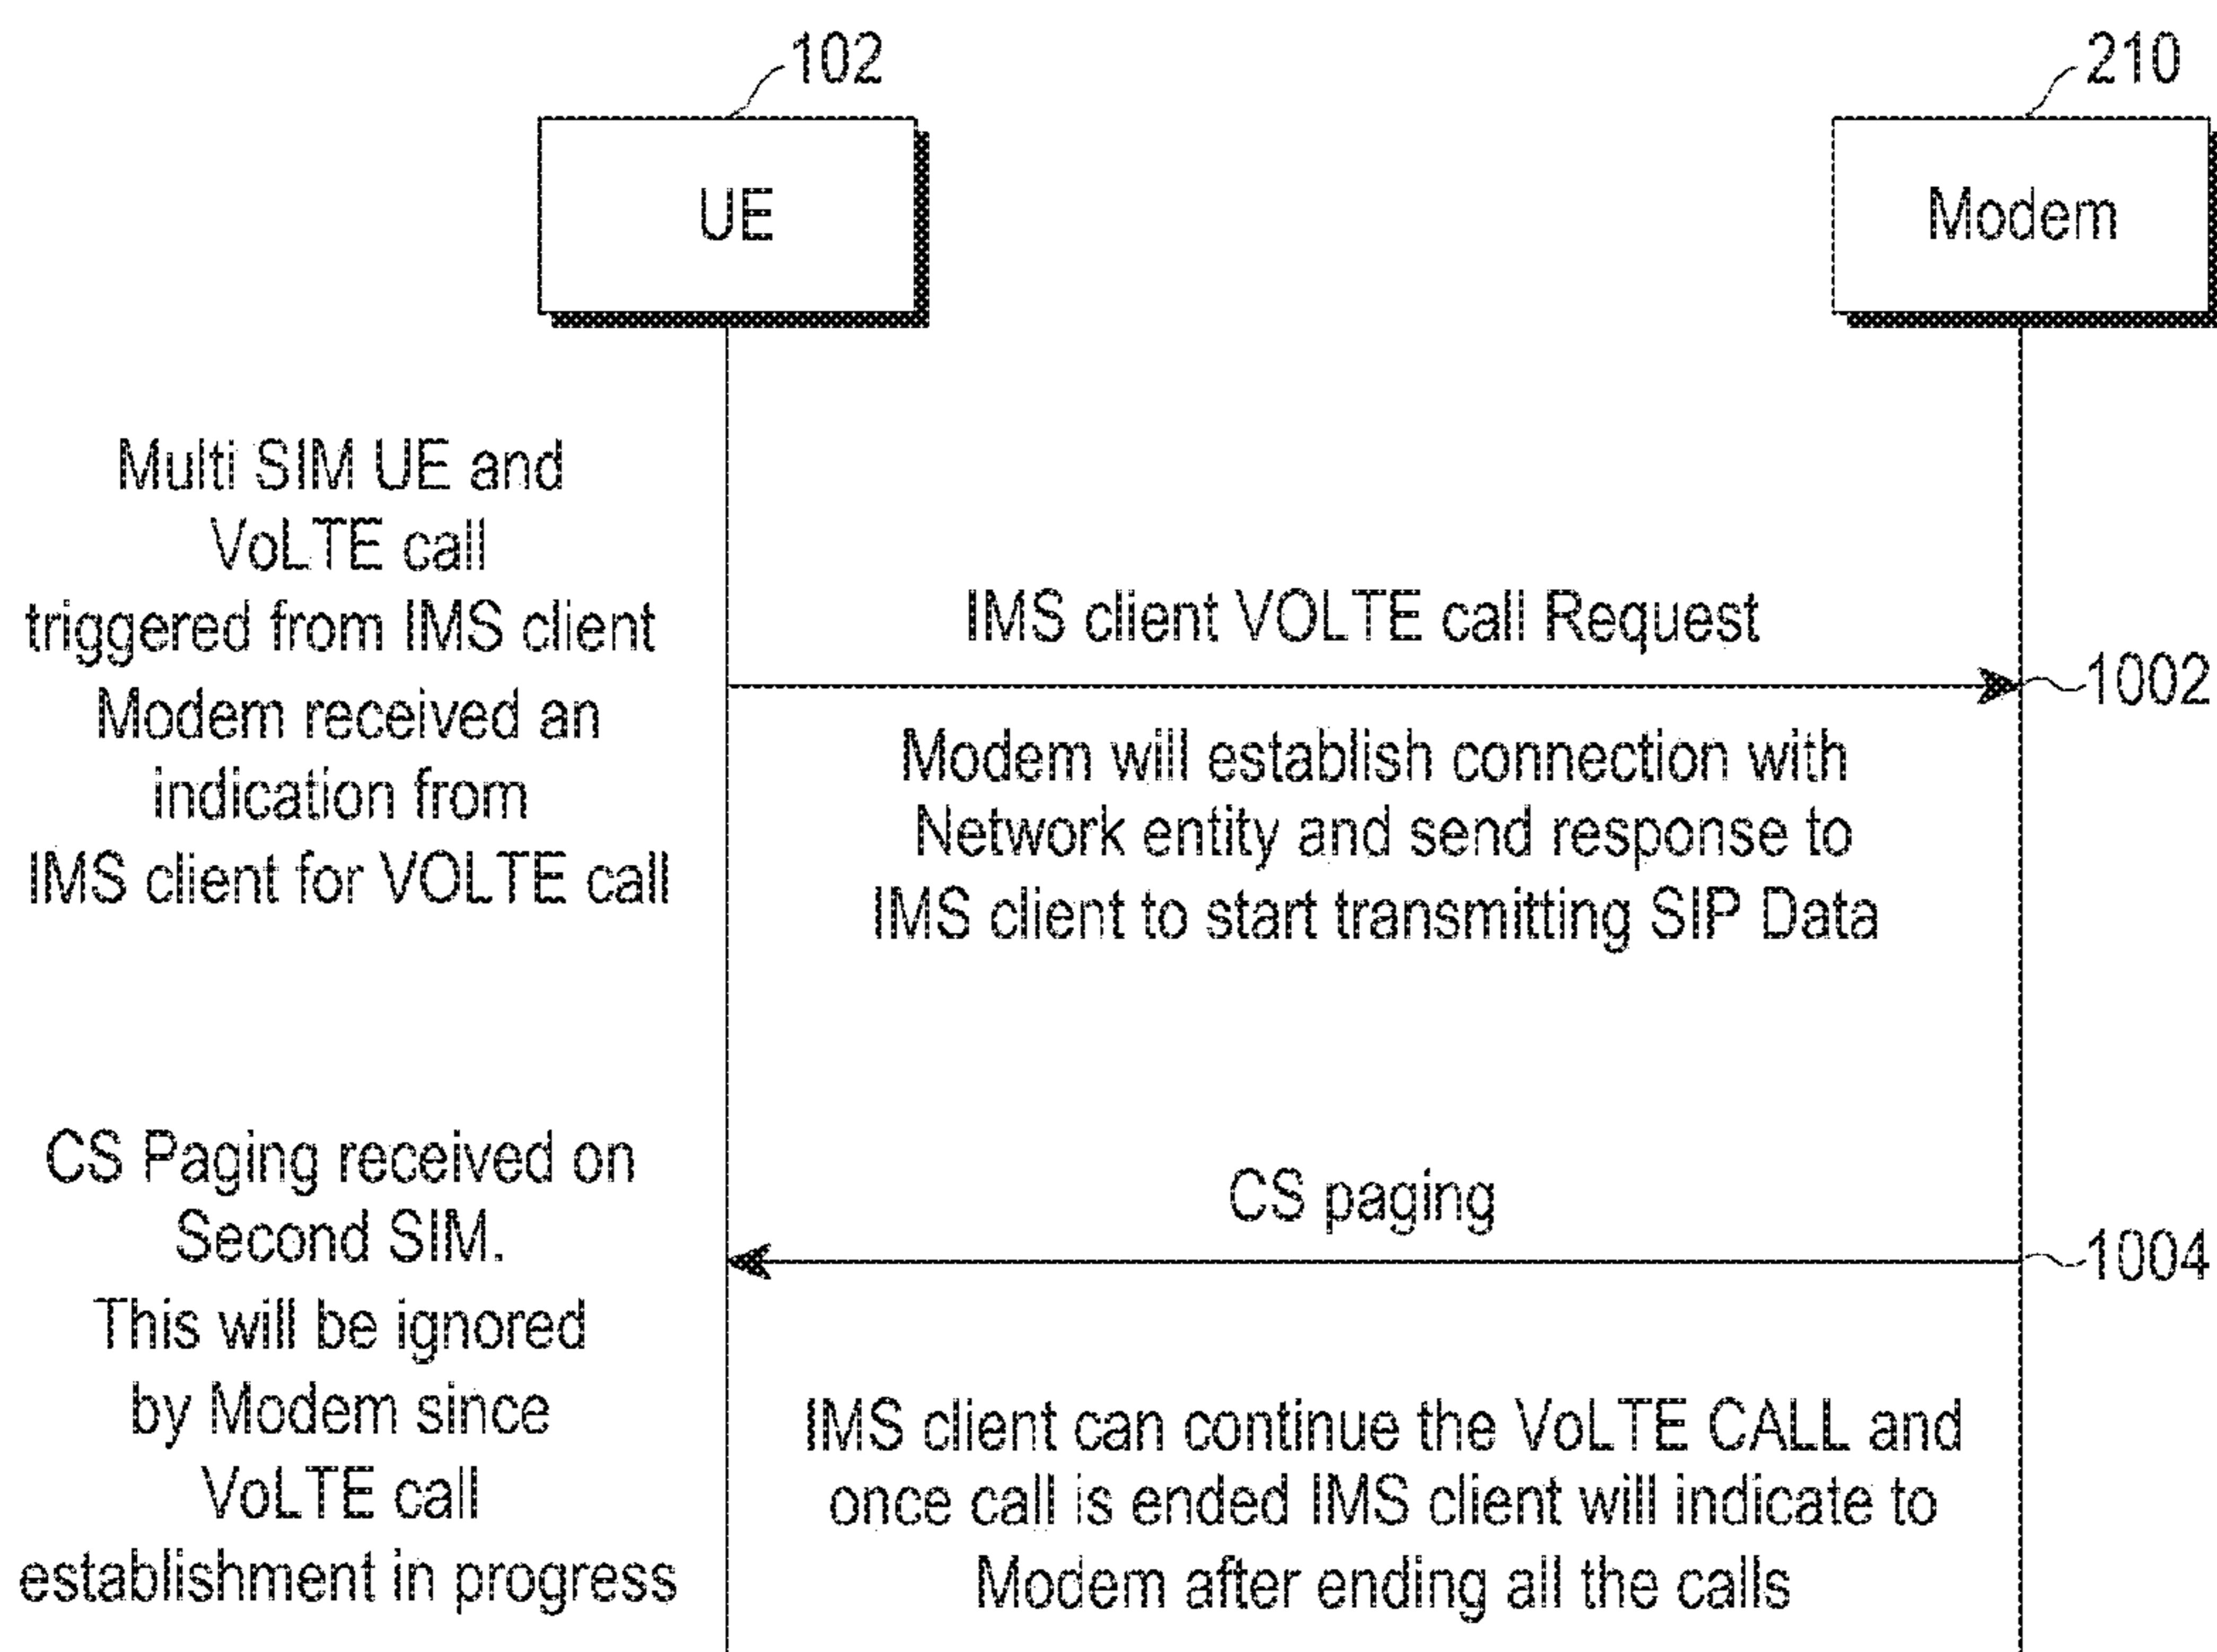 102
210
UE
Modem
Multi SIM UE and
VoLTE call
triggered from IMS client
Modem received an
indication from
IMS client for VOLTE call
IMS client VOLTE call Request
1002
Modem will establish connection with
Network entity and send response to
IMS client to start transmitting SIP Data
CS Paging received on
Second SIM.
This will be ignored
by Modem since
VoLTE call
establishment in progress
CS paging
1004
IMS client can continue the VoLTE CALL and
once call is ended IMS client will indicate to
Modem after ending all the calls